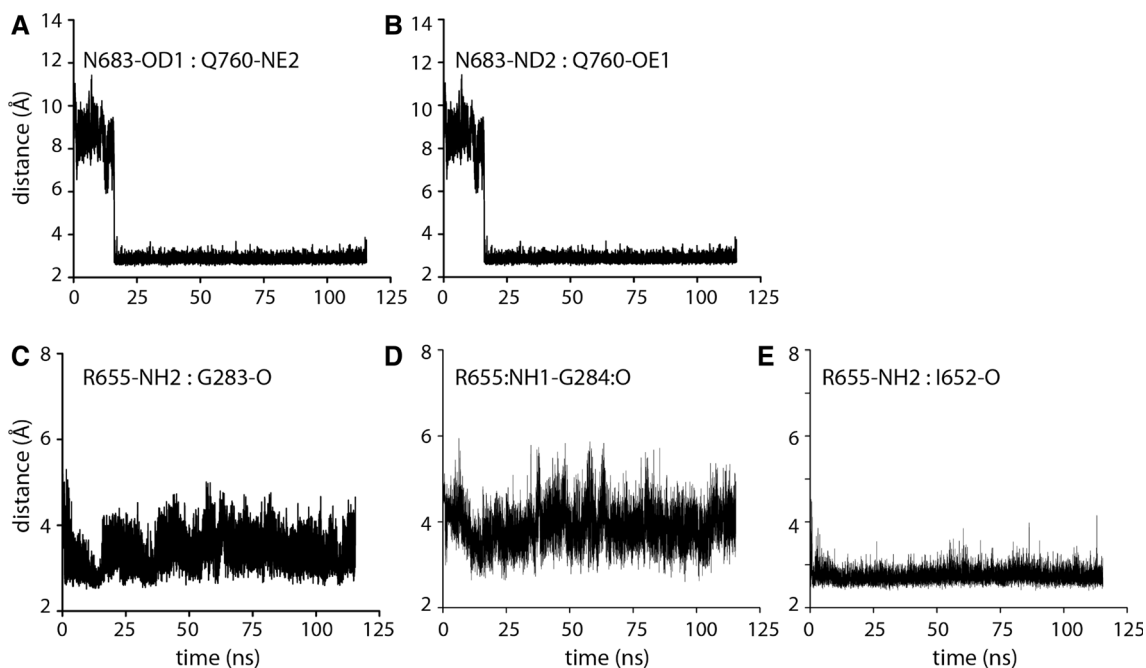 A
N683-OD1 : Q760-NE2
distance (Å)
14
12
10
8
6
4
2
0 25 50 75 100 125
B
N683-ND2 : Q760-OE1
14
12
10
8
6
4
2
0 25 50 75 100 125
C
R655-NH2 : G283-O
distance (Å)
8
6
4
2
0 25 50 75 100 125
time (ns)
D
R655:NH1-G284:O
8
6
4
2
0 25 50 75 100 125
time (ns)
E
R655-NH2 : I652-O
8
6
4
2
0 25 50 75 100 125
time (ns)